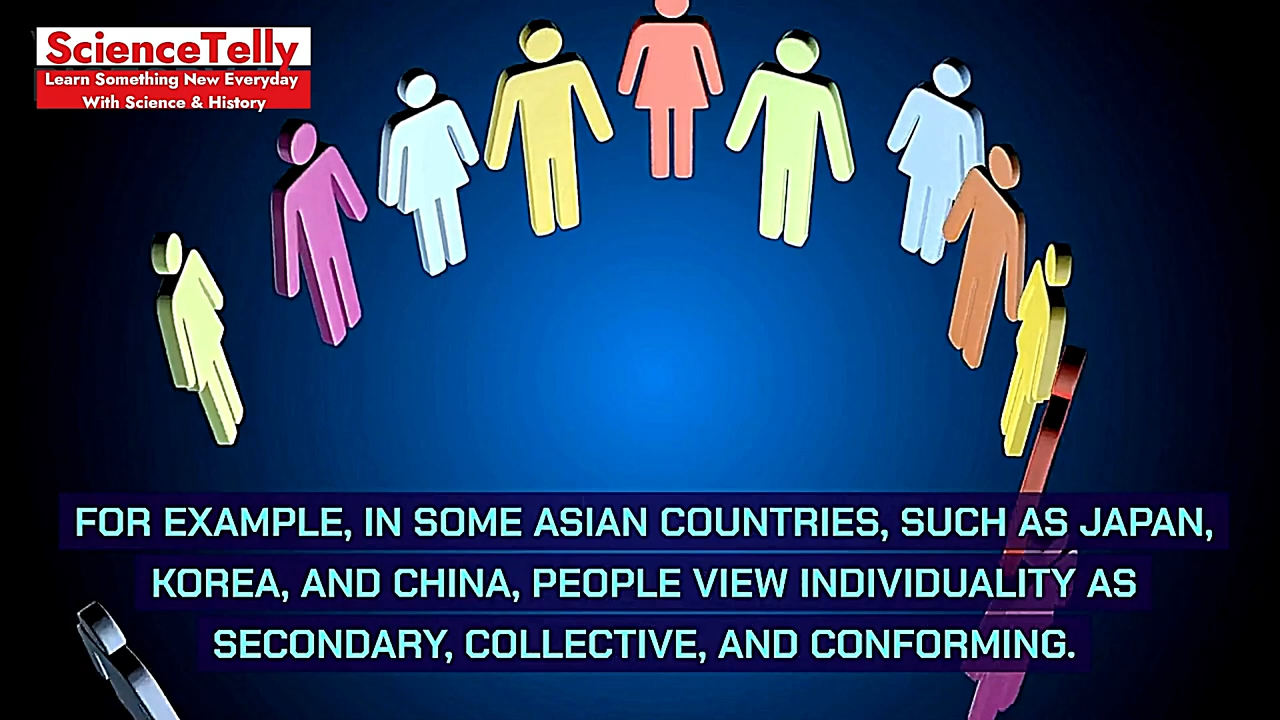 ScienceTelly
Learn Something New Everyday
With Science & History
FOR EXAMPLE, IN SOME ASIAN COUNTRIES, SUCH AS JAPAN,
KOREA, AND CHINA, PEOPLE VIEW INDIVIDUALITY AS
SECONDARY, COLLECTIVE, AND CONFORMING.